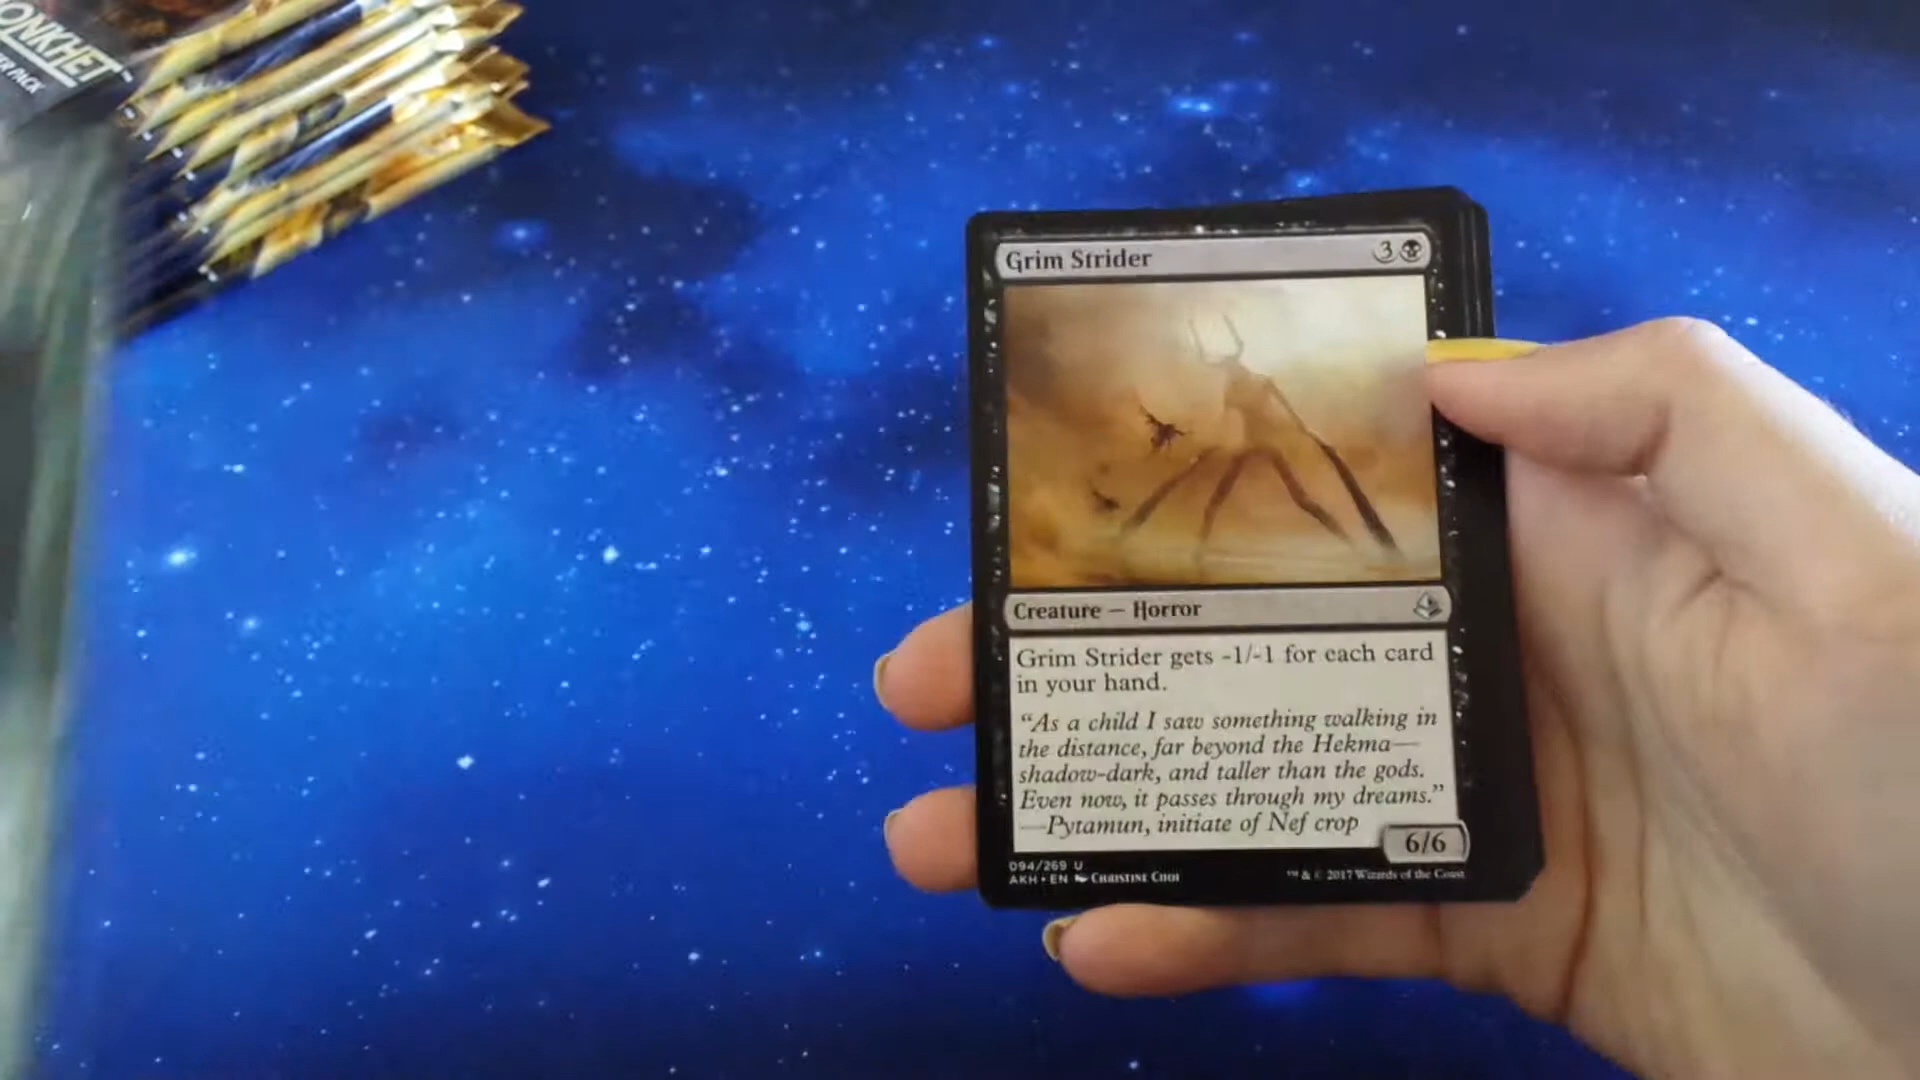 ONKHET™
ER PACK
Grim Strider 3
Creature — Horror
Grim Strider gets -1/-1 for each card
in your hand.
“As a child I saw something walking in
the distance, far beyond the Hekma—
shadow-dark, and taller than the gods.
Even now, it passes through my dreams.”
—Pytamun, initiate of Nef crop
6/6
094/269 U
AKH • EN Christine Choi
™ & © 2017 Wizards of the Coast